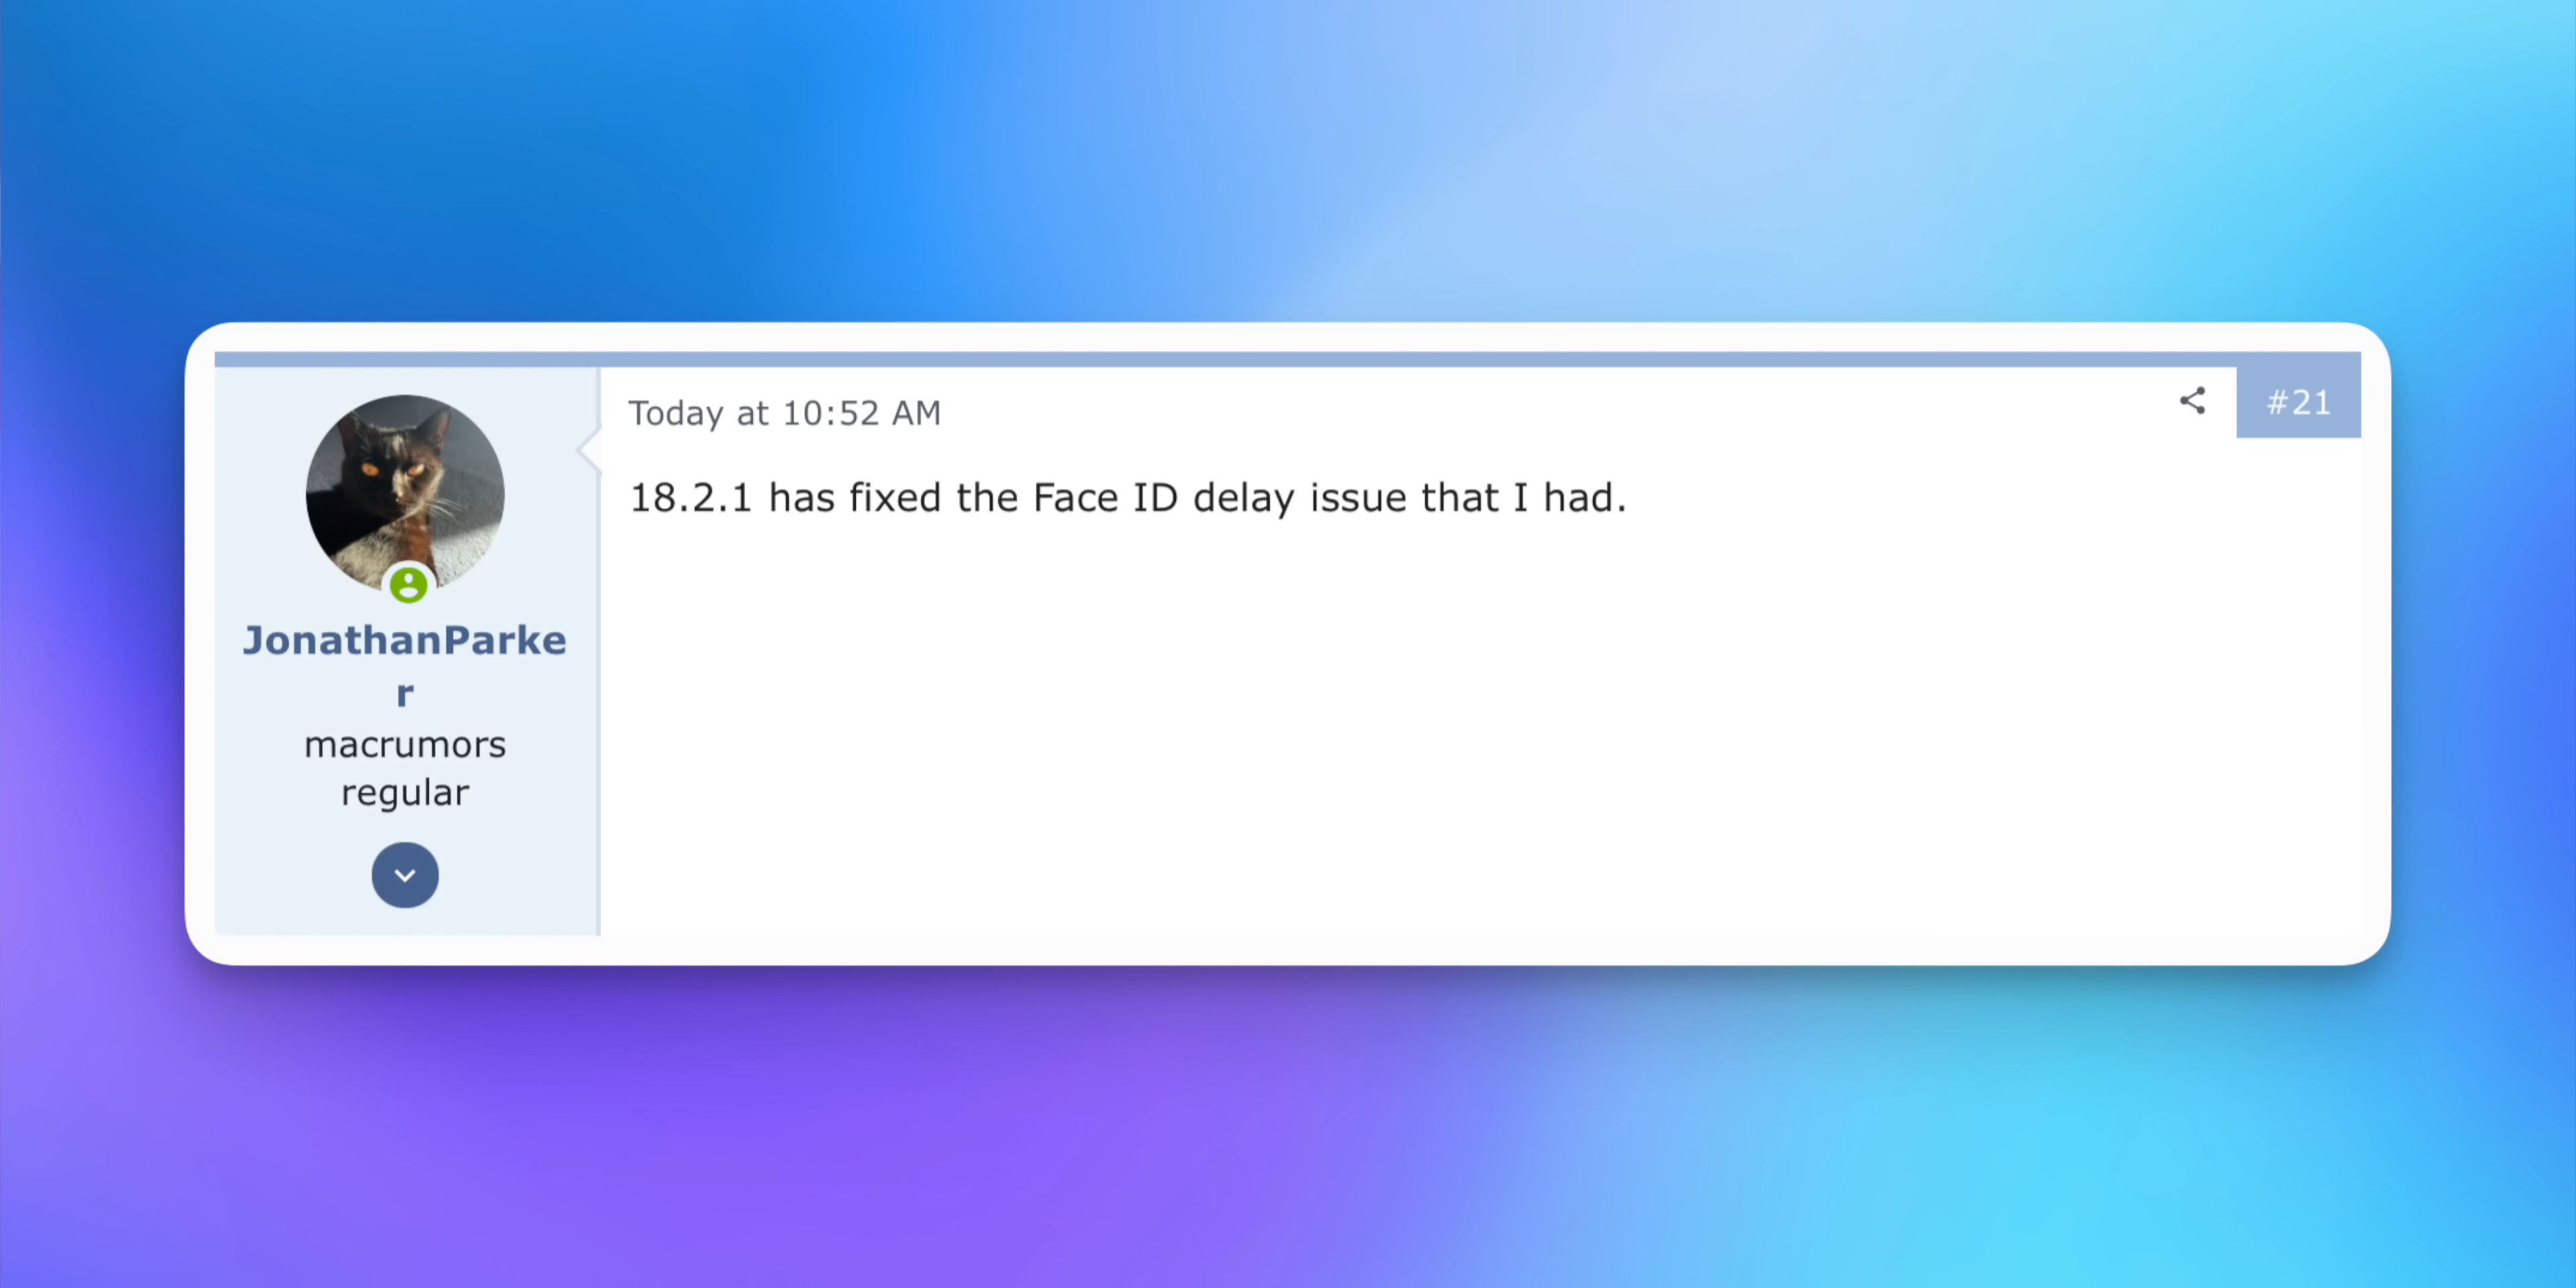 Today at 10:52 AM
#21
18.2.1 has fixed the Face ID delay issue that I had.
JonathanParke
r
macrumors
regular